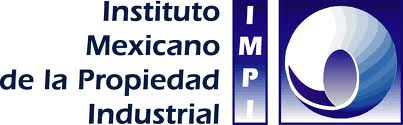 Instituto
Mexicano
de la Propiedad
Industrial
IMPI